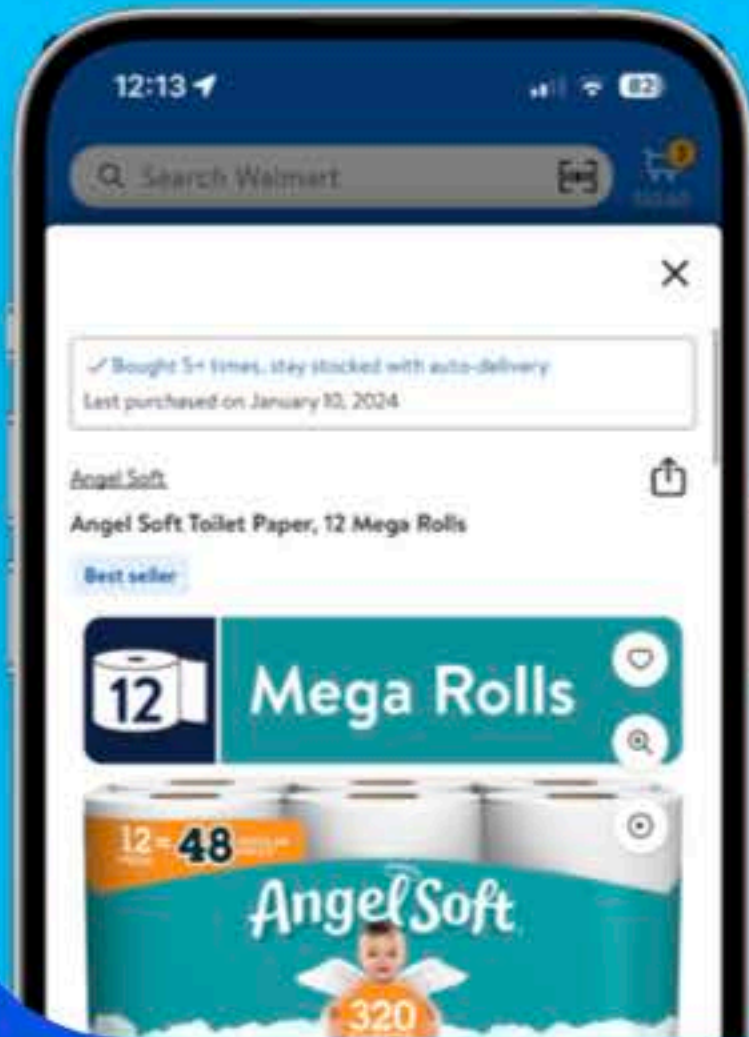 12:13
82
Search Walmart
✓ Bought 5+ times, stay stocked with auto-delivery
Last purchased on January 10, 2024
Angel Soft
Angel Soft Toilet Paper, 12 Mega Rolls
Best seller
12 Mega Rolls
12 = 48
Angel Soft
320